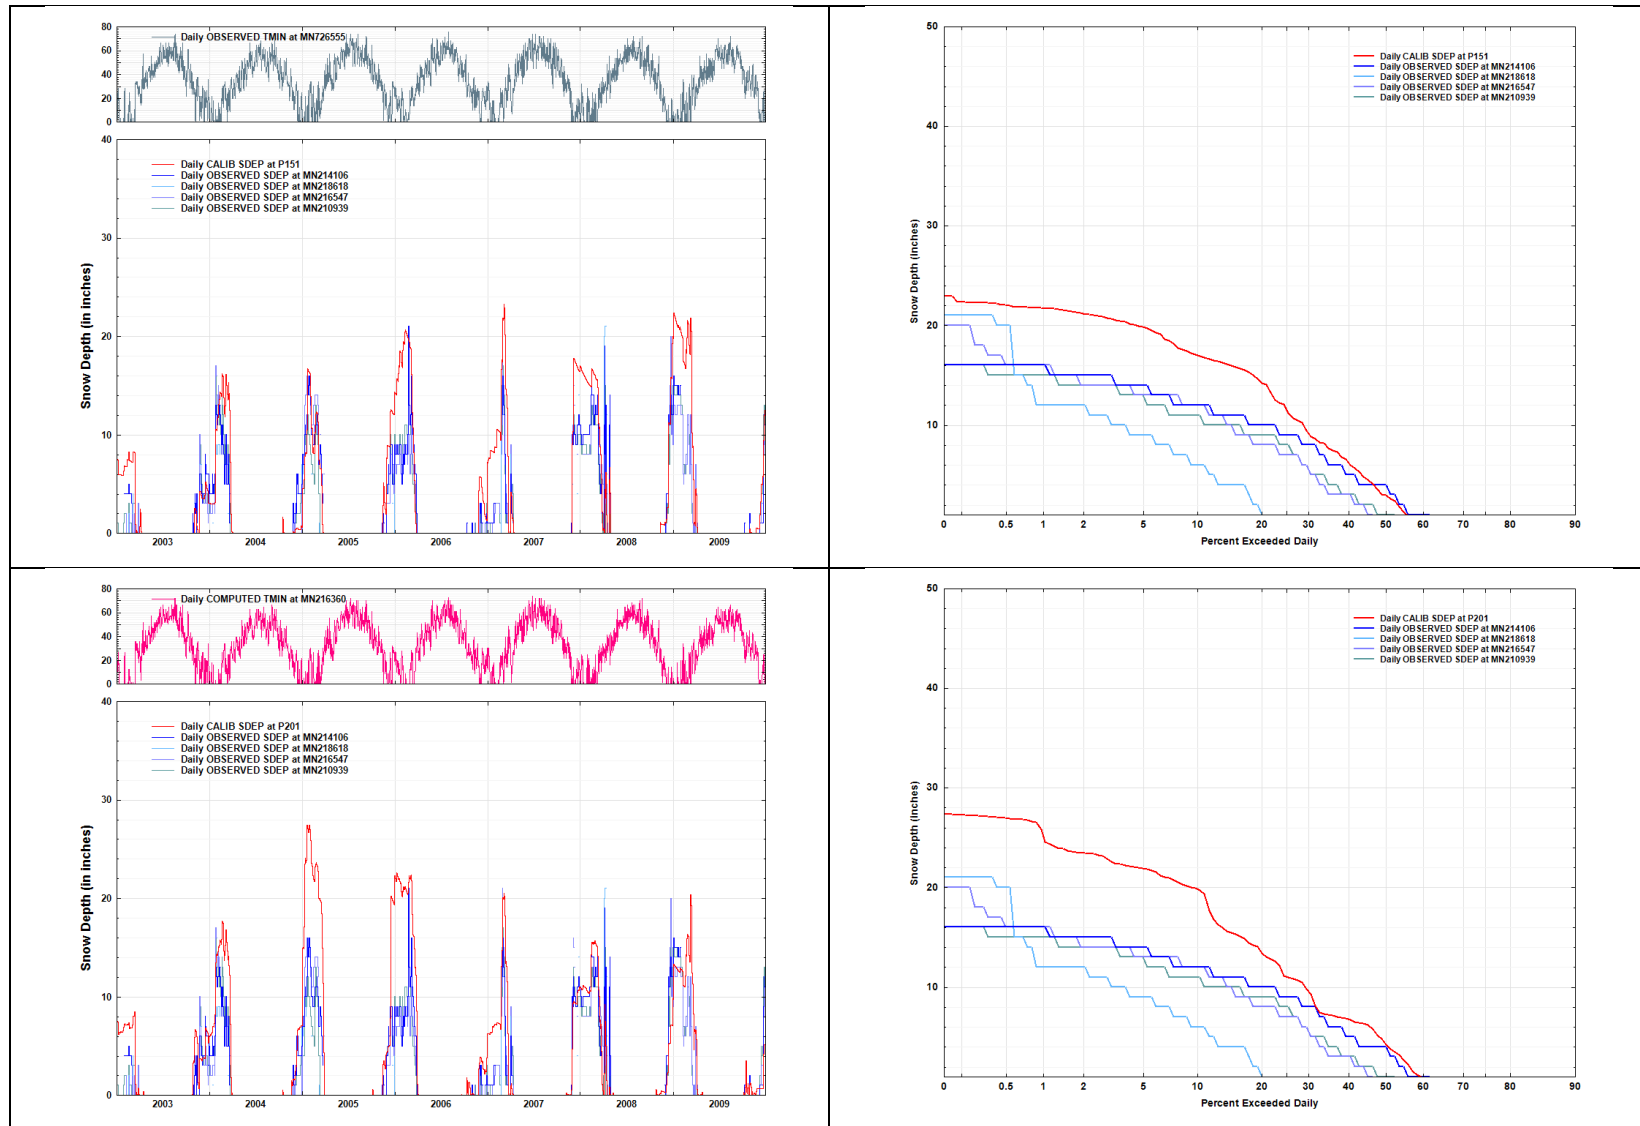 80
60
40
20
0
Daily OBSERVED TMIN at MN726555
40
30
20
10
0
Snow Depth (in inches)
Daily CALIB SDEP at P151
Daily OBSERVED SDEP at MN214106
Daily OBSERVED SDEP at MN218618
Daily OBSERVED SDEP at MN216547
Daily OBSERVED SDEP at MN210939
2003 2004 2005 2006 2007 2008 2009
50
40
30
20
10
Snow Depth (Inches)
Daily CALIB SDEP at P151
Daily OBSERVED SDEP at MN214106
Daily OBSERVED SDEP at MN218618
Daily OBSERVED SDEP at MN216547
Daily OBSERVED SDEP at MN210939
0 0.5 1 2 5 10 20 30 40 50 60 70 80 90
Percent Exceeded Daily
80
60
40
20
0
Daily COMPUTED TMIN at MN216360
40
30
20
10
0
Snow Depth (in inches)
Daily CALIB SDEP at P201
Daily OBSERVED SDEP at MN214106
Daily OBSERVED SDEP at MN218618
Daily OBSERVED SDEP at MN216547
Daily OBSERVED SDEP at MN210939
2003 2004 2005 2006 2007 2008 2009
50
40
30
20
10
Snow Depth (Inches)
Daily CALIB SDEP at P201
Daily OBSERVED SDEP at MN214106
Daily OBSERVED SDEP at MN218618
Daily OBSERVED SDEP at MN216547
Daily OBSERVED SDEP at MN210939
0 0.5 1 2 5 10 20 30 40 50 60 70 80 90
Percent Exceeded Daily